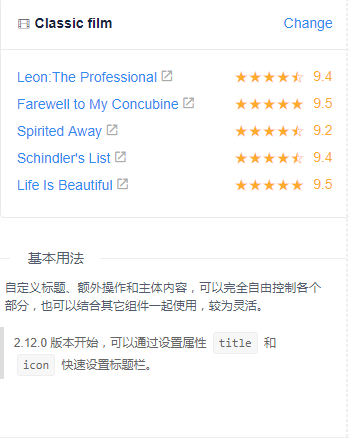 Classic film Change
Leon:The Professional 9.4
Farewell to My Concubine 9.5
Spirited Away 9.2
Schindler's List 9.4
Life Is Beautiful 9.5
基本用法
自定义标题、额外操作和主体内容，可以完全自由控制各个
部分，也可以结合其它组件一起使用，较为灵活。
2.12.0 版本开始，可以通过设置属性 title 和
icon 快速设置标题栏。